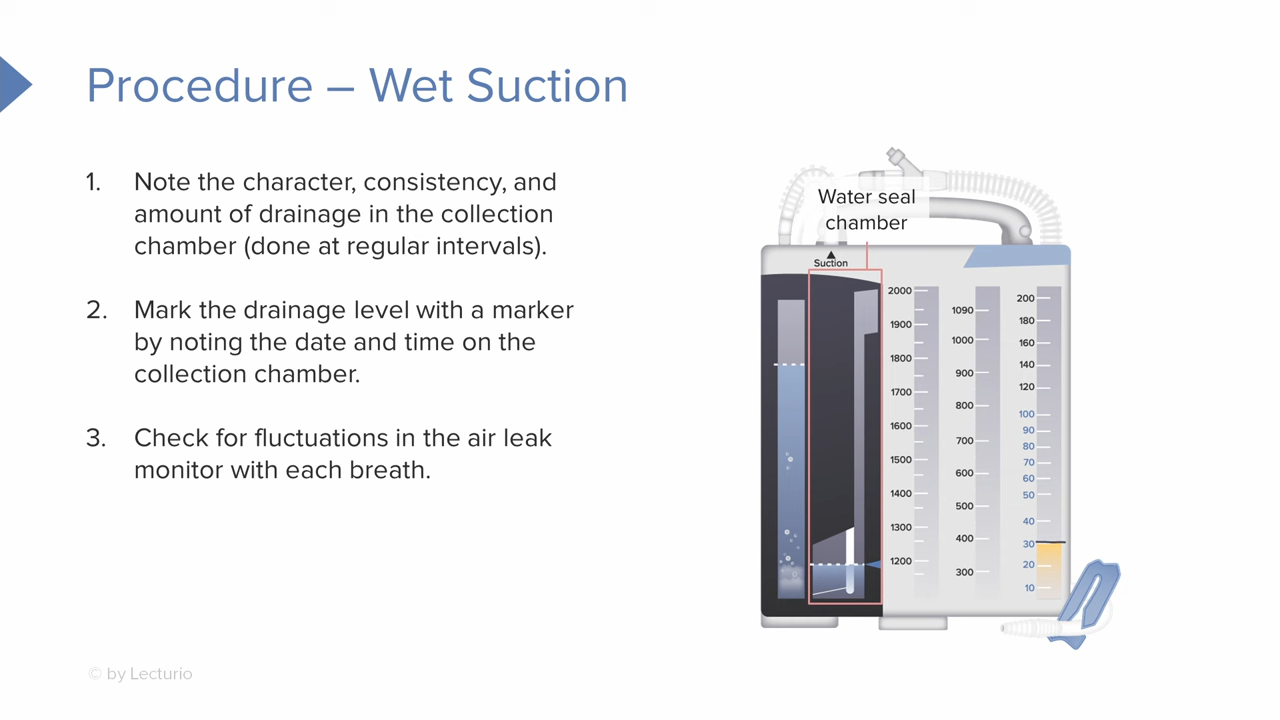 Procedure – Wet Suction
1. Note the character, consistency, and
amount of drainage in the collection
chamber (done at regular intervals).
2. Mark the drainage level with a marker
by noting the date and time on the
collection chamber.
3. Check for fluctuations in the air leak
monitor with each breath.
Water seal
chamber
Suction
2000
1900
1800
1700
1600
1500
1400
1300
1200
1090
1000
900
800
700
600
500
400
300
200
180
160
140
120
100
90
80
70
60
50
40
30
20
10
© by Lecturio